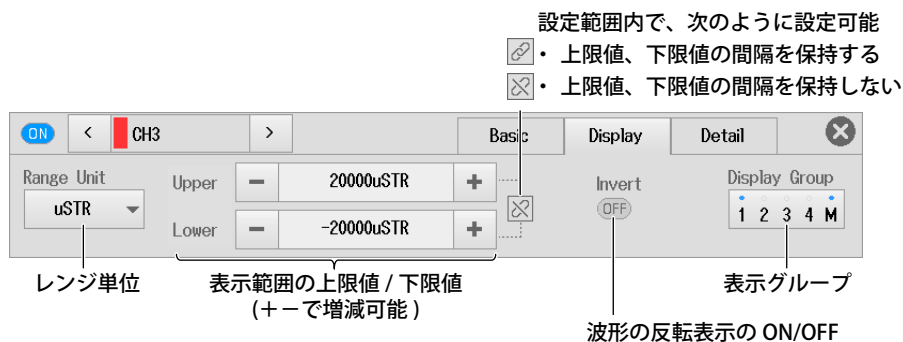 設定範囲内で、次のように設定可能
・ 上限値、下限値の間隔を保持する
・ 上限値、下限値の間隔を保持しない
ON < CH3 > Basic Display Detail
Range Unit
uSTR
Upper − 20000uSTR +
Lower − -20000uSTR +
Invert
OFF
Display Group
1 2 3 4 M
レンジ単位
表示範囲の上限値 / 下限値
(＋－で増減可能 )
表示グループ
波形の反転表示の ON/OFF